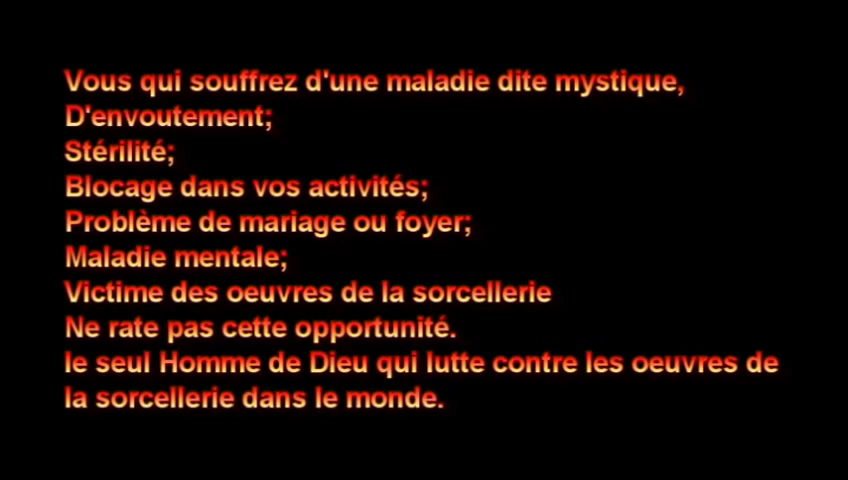 Vous qui souffrez d'une maladie dite mystique,
D'envoutement;
Stérilité;
Blocage dans vos activités;
Problème de mariage ou foyer;
Maladie mentale;
Victime des oeuvres de la sorcellerie
Ne rate pas cette opportunité.
le seul Homme de Dieu qui lutte contre les oeuvres de
la sorcellerie dans le monde.